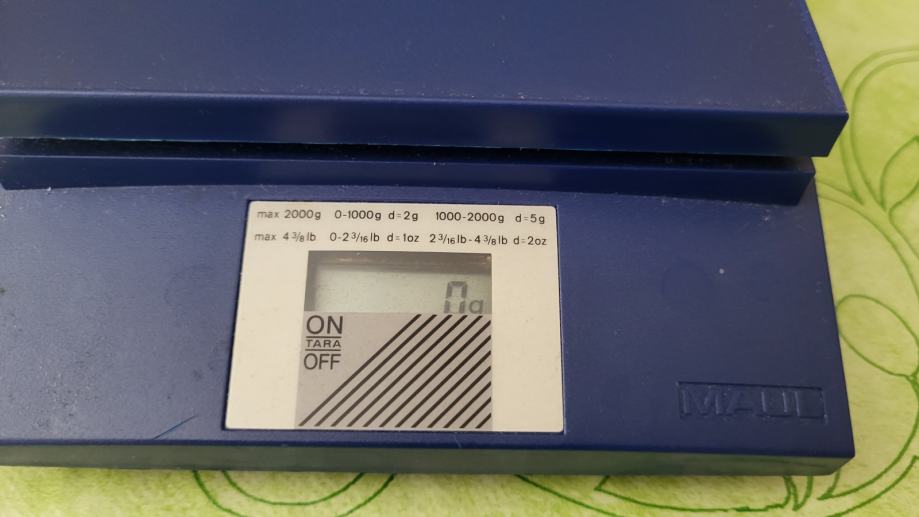 max 2000g 0-1000g d=2g 1000-2000g d=5g
max 4 3/8 lb 0-2 3/16 lb d=1oz 2 3/16 lb-4 3/8 lb d=2oz
0g
ON
TARA
OFF
MAUL